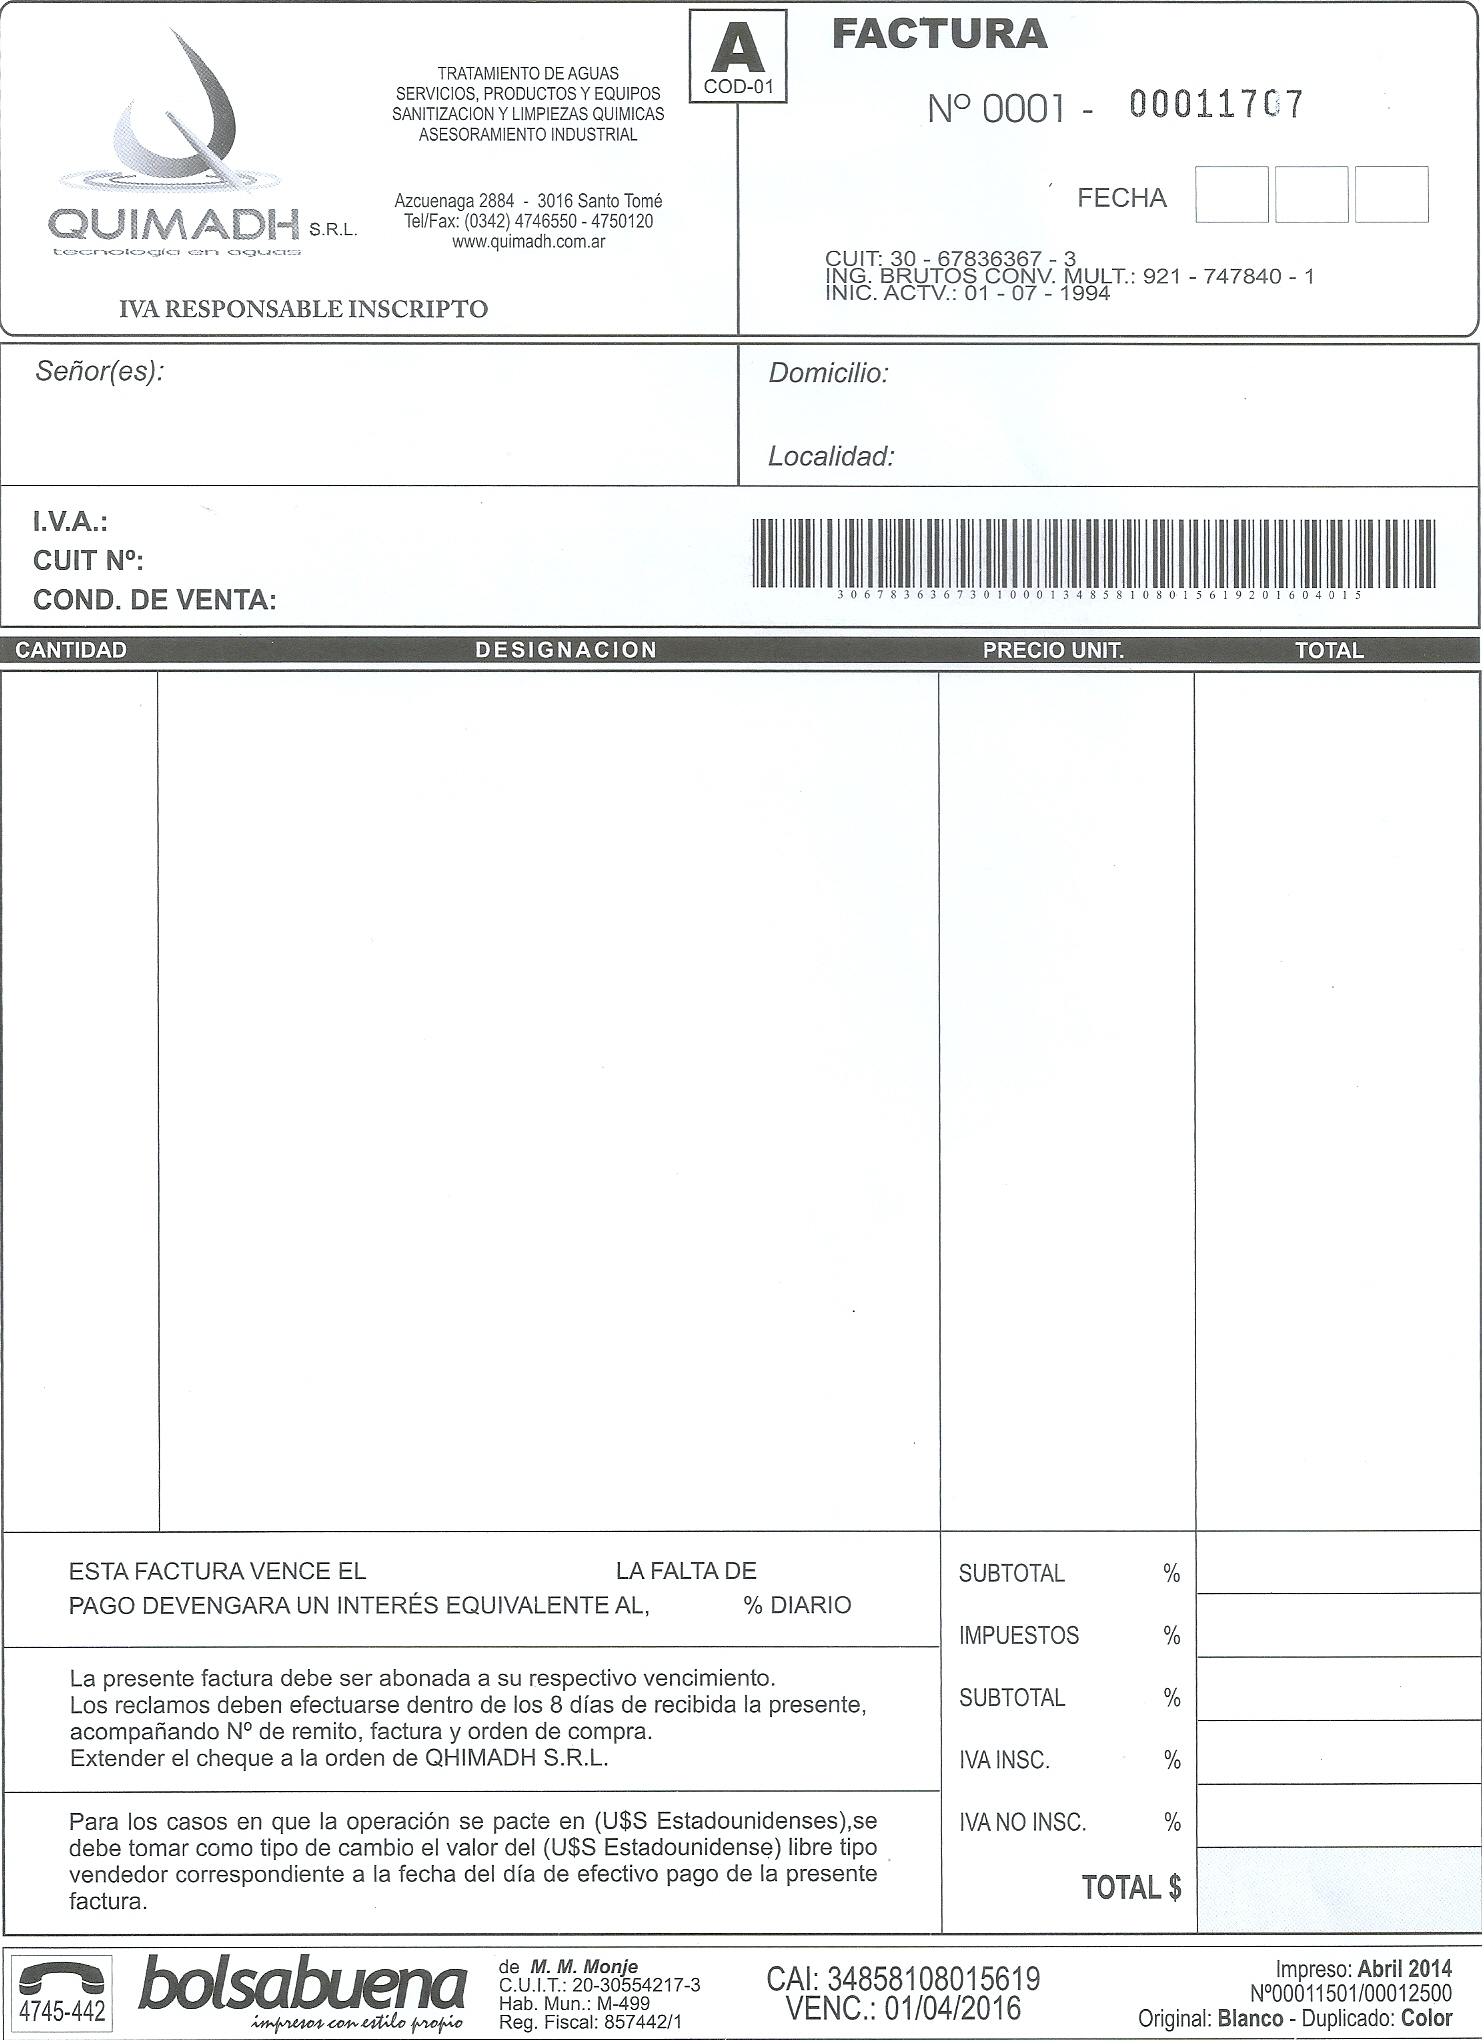 A
COD-01
FACTURA
Nº 0001 - 00011707
FECHA
TRATAMIENTO DE AGUAS
SERVICIOS, PRODUCTOS Y EQUIPOS
SANITIZACION Y LIMPIEZAS QUIMICAS
ASESORAMIENTO INDUSTRIAL
Azcuenaga 2884 - 3016 Santo Tomé
Tel/Fax: (0342) 4746550 - 4750120
www.quimadh.com.ar
QUIMADH S.R.L.
tecnología en aguas
IVA RESPONSABLE INSCRIPTO
CUIT: 30 - 67836367 - 3
ING. BRUTOS CONV. MULT.: 921 - 747840 - 1
INIC. ACTV.: 01 - 07 - 1994
Señor(es):
Domicilio:
Localidad:
I.V.A.:
CUIT Nº:
COND. DE VENTA:
3067836367301000134858108015619201604015
CANTIDAD DESIGNACION PRECIO UNIT. TOTAL
ESTA FACTURA VENCE EL LA FALTA DE
PAGO DEVENGARA UN INTERÉS EQUIVALENTE AL, % DIARIO
La presente factura debe ser abonada a su respectivo vencimiento.
Los reclamos deben efectuarse dentro de los 8 días de recibida la presente,
acompañando Nº de remito, factura y orden de compra.
Extender el cheque a la orden de QHIMADH S.R.L.
Para los casos en que la operación se pacte en (U$S Estadounidenses),se
debe tomar como tipo de cambio el valor del (U$S Estadounidense) libre tipo
vendedor correspondiente a la fecha del día de efectivo pago de la presente
factura.
SUBTOTAL %
IMPUESTOS %
SUBTOTAL %
IVA INSC. %
IVA NO INSC. %
TOTAL $
4745-442
bolsabuena
impresos con estilo propio
de M. M. Monje
C.U.I.T.: 20-30554217-3
Hab. Mun.: M-499
Reg. Fiscal: 857442/1
CAI: 34858108015619
VENC.: 01/04/2016
Impreso: Abril 2014
Nº00011501/00012500
Original: Blanco - Duplicado: Color